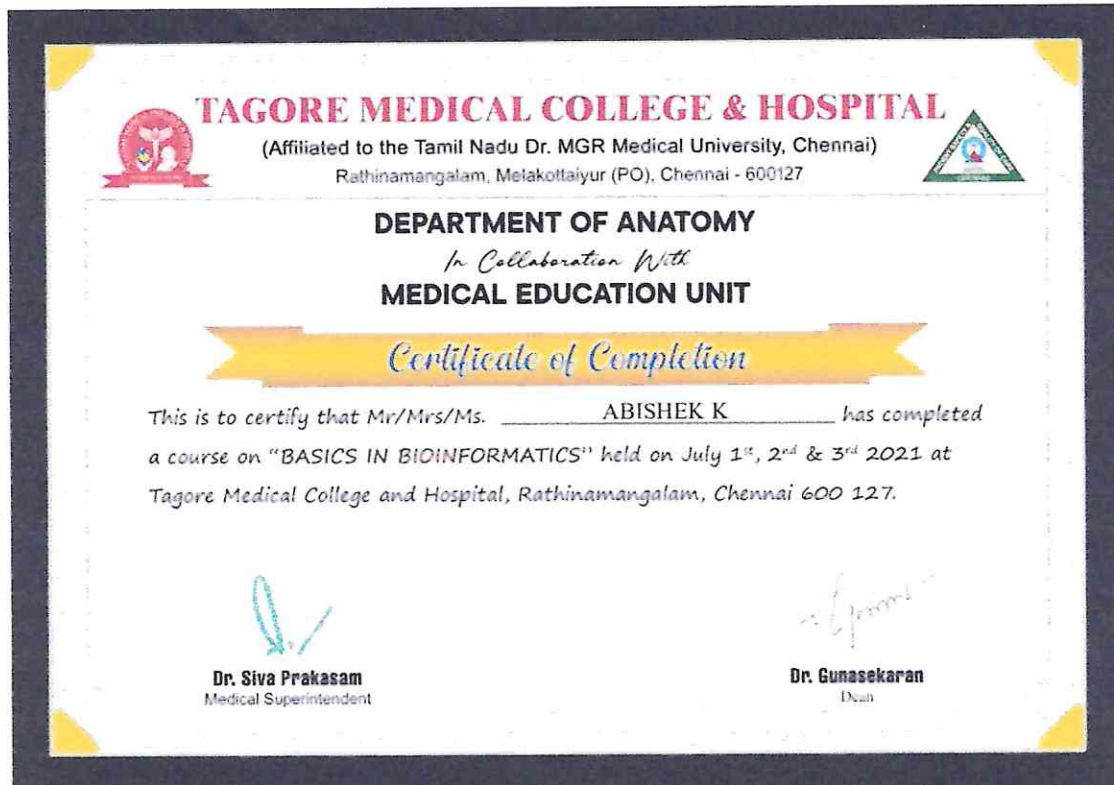 TAGORE MEDICAL COLLEGE & HOSPITAL
(Affiliated to the Tamil Nadu Dr. MGR Medical University, Chennai)
Rathinamangalam, Melakottaiyur (PO), Chennai - 600127
DEPARTMENT OF ANATOMY
In Collaboration With
MEDICAL EDUCATION UNIT
Certificate of Completion
This is to certify that Mr/Mrs/Ms. ABISHEK K has completed
a course on "BASICS IN BIOINFORMATICS" held on July 1st, 2nd & 3rd 2021 at
Tagore Medical College and Hospital, Rathinamangalam, Chennai 600 127.
Dr. Siva Prakasam
Medical Superintendent
Dr. Gunasekaran
Dean